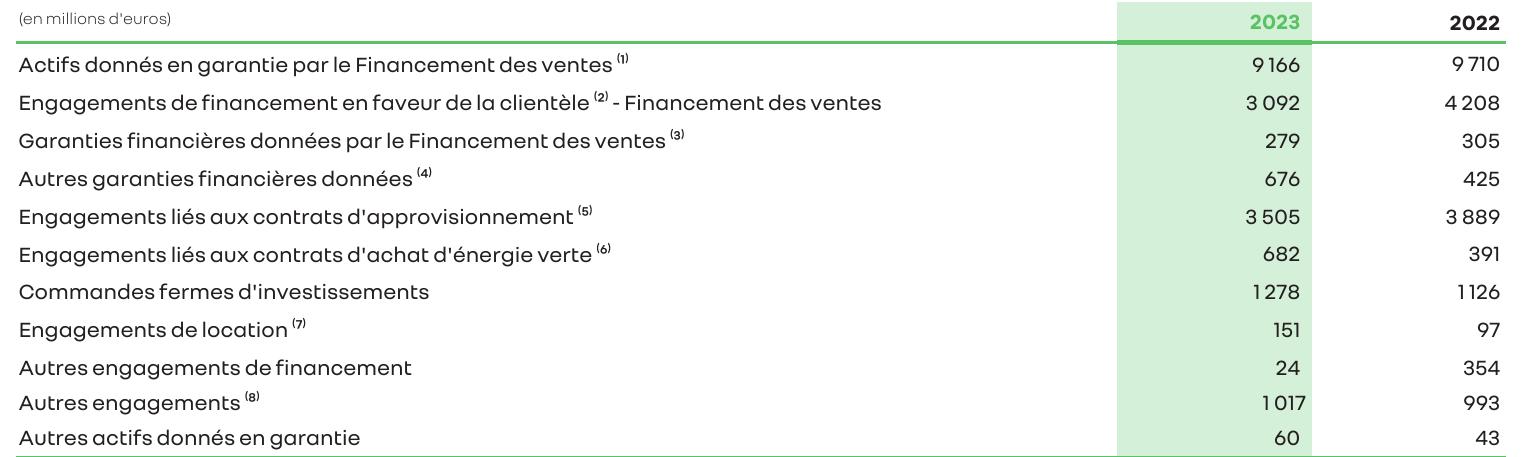 (en millions d'euros) 2023 2022
Actifs donnés en garantie par le Financement des ventes (1) 9 166 9 710
Engagements de financement en faveur de la clientèle (2) - Financement des ventes 3 092 4 208
Garanties financières données par le Financement des ventes (3) 279 305
Autres garanties financières données (4) 676 425
Engagements liés aux contrats d'approvisionnement (5) 3 505 3 889
Engagements liés aux contrats d'achat d'énergie verte (6) 682 391
Commandes fermes d'investissements 1 278 1 126
Engagements de location (7) 151 97
Autres engagements de financement 24 354
Autres engagements (8) 1 017 993
Autres actifs donnés en garantie 60 43